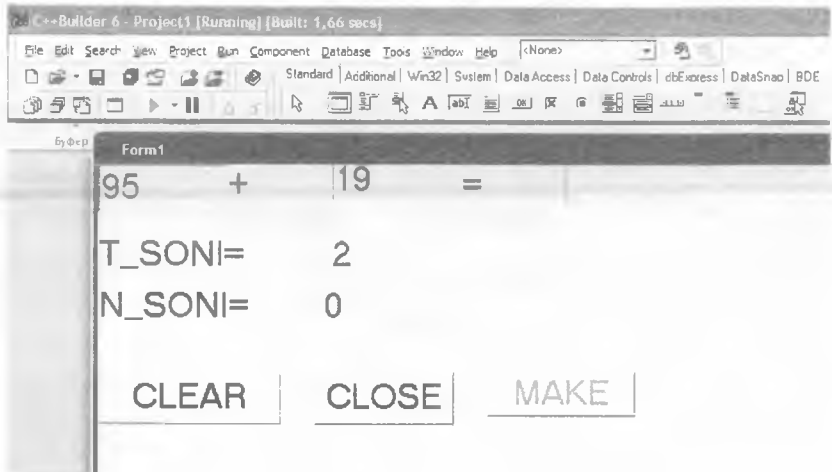 C++Builder 6 - Project1 [Running] [Built: 1,66 secs]
File Edit Search View Project Run Component Database Tools Window Help <None>
Standard Additional Win32 System Data Access Data Controls dbExpress DataSnap BDE
Буфер
Form1
95 + 19 =
T_SONI= 2
N_SONI= 0
CLEAR CLOSE MAKE